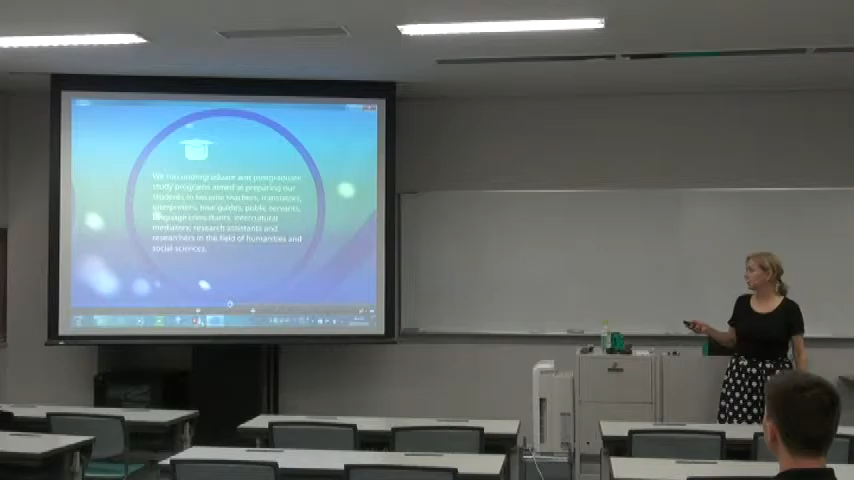 We run undergraduate and postgraduate
study programs aimed at preparing our
students to become teachers, translators,
interpreters, tour guides, public servants,
language consultants, intercultural
mediators, research assistants and
researchers in the field of humanities and
social sciences.